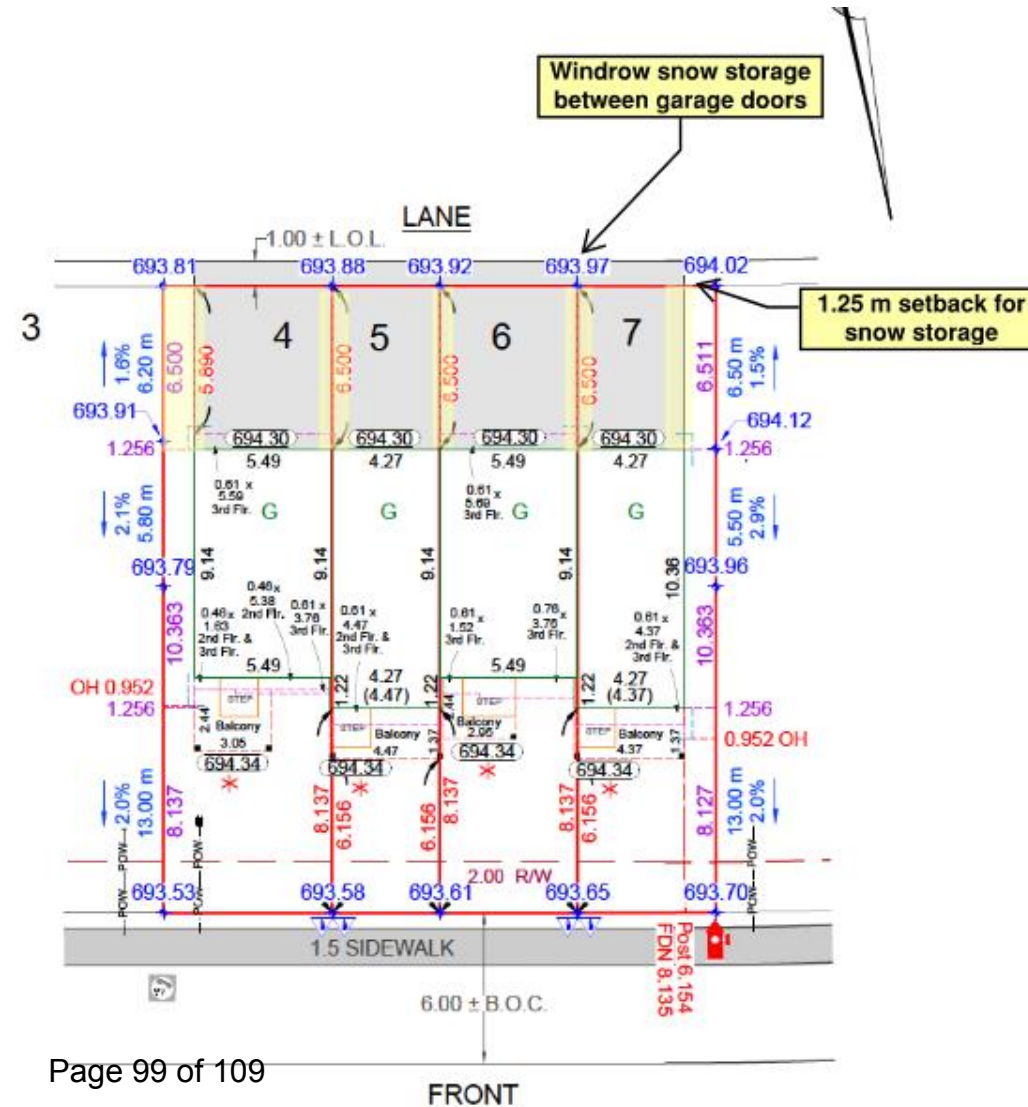 Windrow snow storage
between garage doors
LANE
1.00 ± L.O.L.
693.81
693.88
693.92
693.97
694.02
1.25 m setback for
snow storage
3
4
5
6
7
1.6%
6.20 m
6.500
5.890
6.500
6.500
6.500
6.511
6.50 m
1.5%
693.91
694.12
1.256
694.30
694.30
694.30
694.30
1.256
5.49
4.27
5.49
4.27
0.61 x
5.59
3rd Flr.
0.61 x
5.69
3rd Flr.
G
G
G
G
2.1%
5.80 m
5.50 m
2.9%
693.79
9.14
9.14
9.14
9.14
10.36
693.96
10.363
0.46 x
1.63
2nd Flr. &
3rd Flr.
0.46 x
5.38
2nd Flr.
0.61 x
3.76
3rd Flr.
0.61 x
4.47
2nd Flr. &
3rd Flr.
0.61 x
1.52
3rd Flr.
0.76 x
3.76
3rd Flr.
0.61 x
4.37
2nd Flr. &
3rd Flr.
10.363
5.49
4.27
(4.47)
5.49
4.27
(4.37)
OH 0.952
1.256
1.22
1.22
1.22
1.256
0.952 OH
STEP
STEP
STEP
STEP
2.44
Balcony
3.05
Balcony
4.47
1.37
2.44
Balcony
2.95
Balcony
4.37
1.37
694.34
694.34
694.34
694.34
2.0%
13.00 m
8.137
8.137
6.156
6.156
8.137
8.137
6.156
8.127
13.00 m
2.0%
POW
POW
POW
POW
POW
POW
2.00 R/W
693.53
693.58
693.61
693.65
693.70
1.5 SIDEWALK
Post 6.154
FDN 8.135
6.00 ± B.O.C.
Page 99 of 109
FRONT